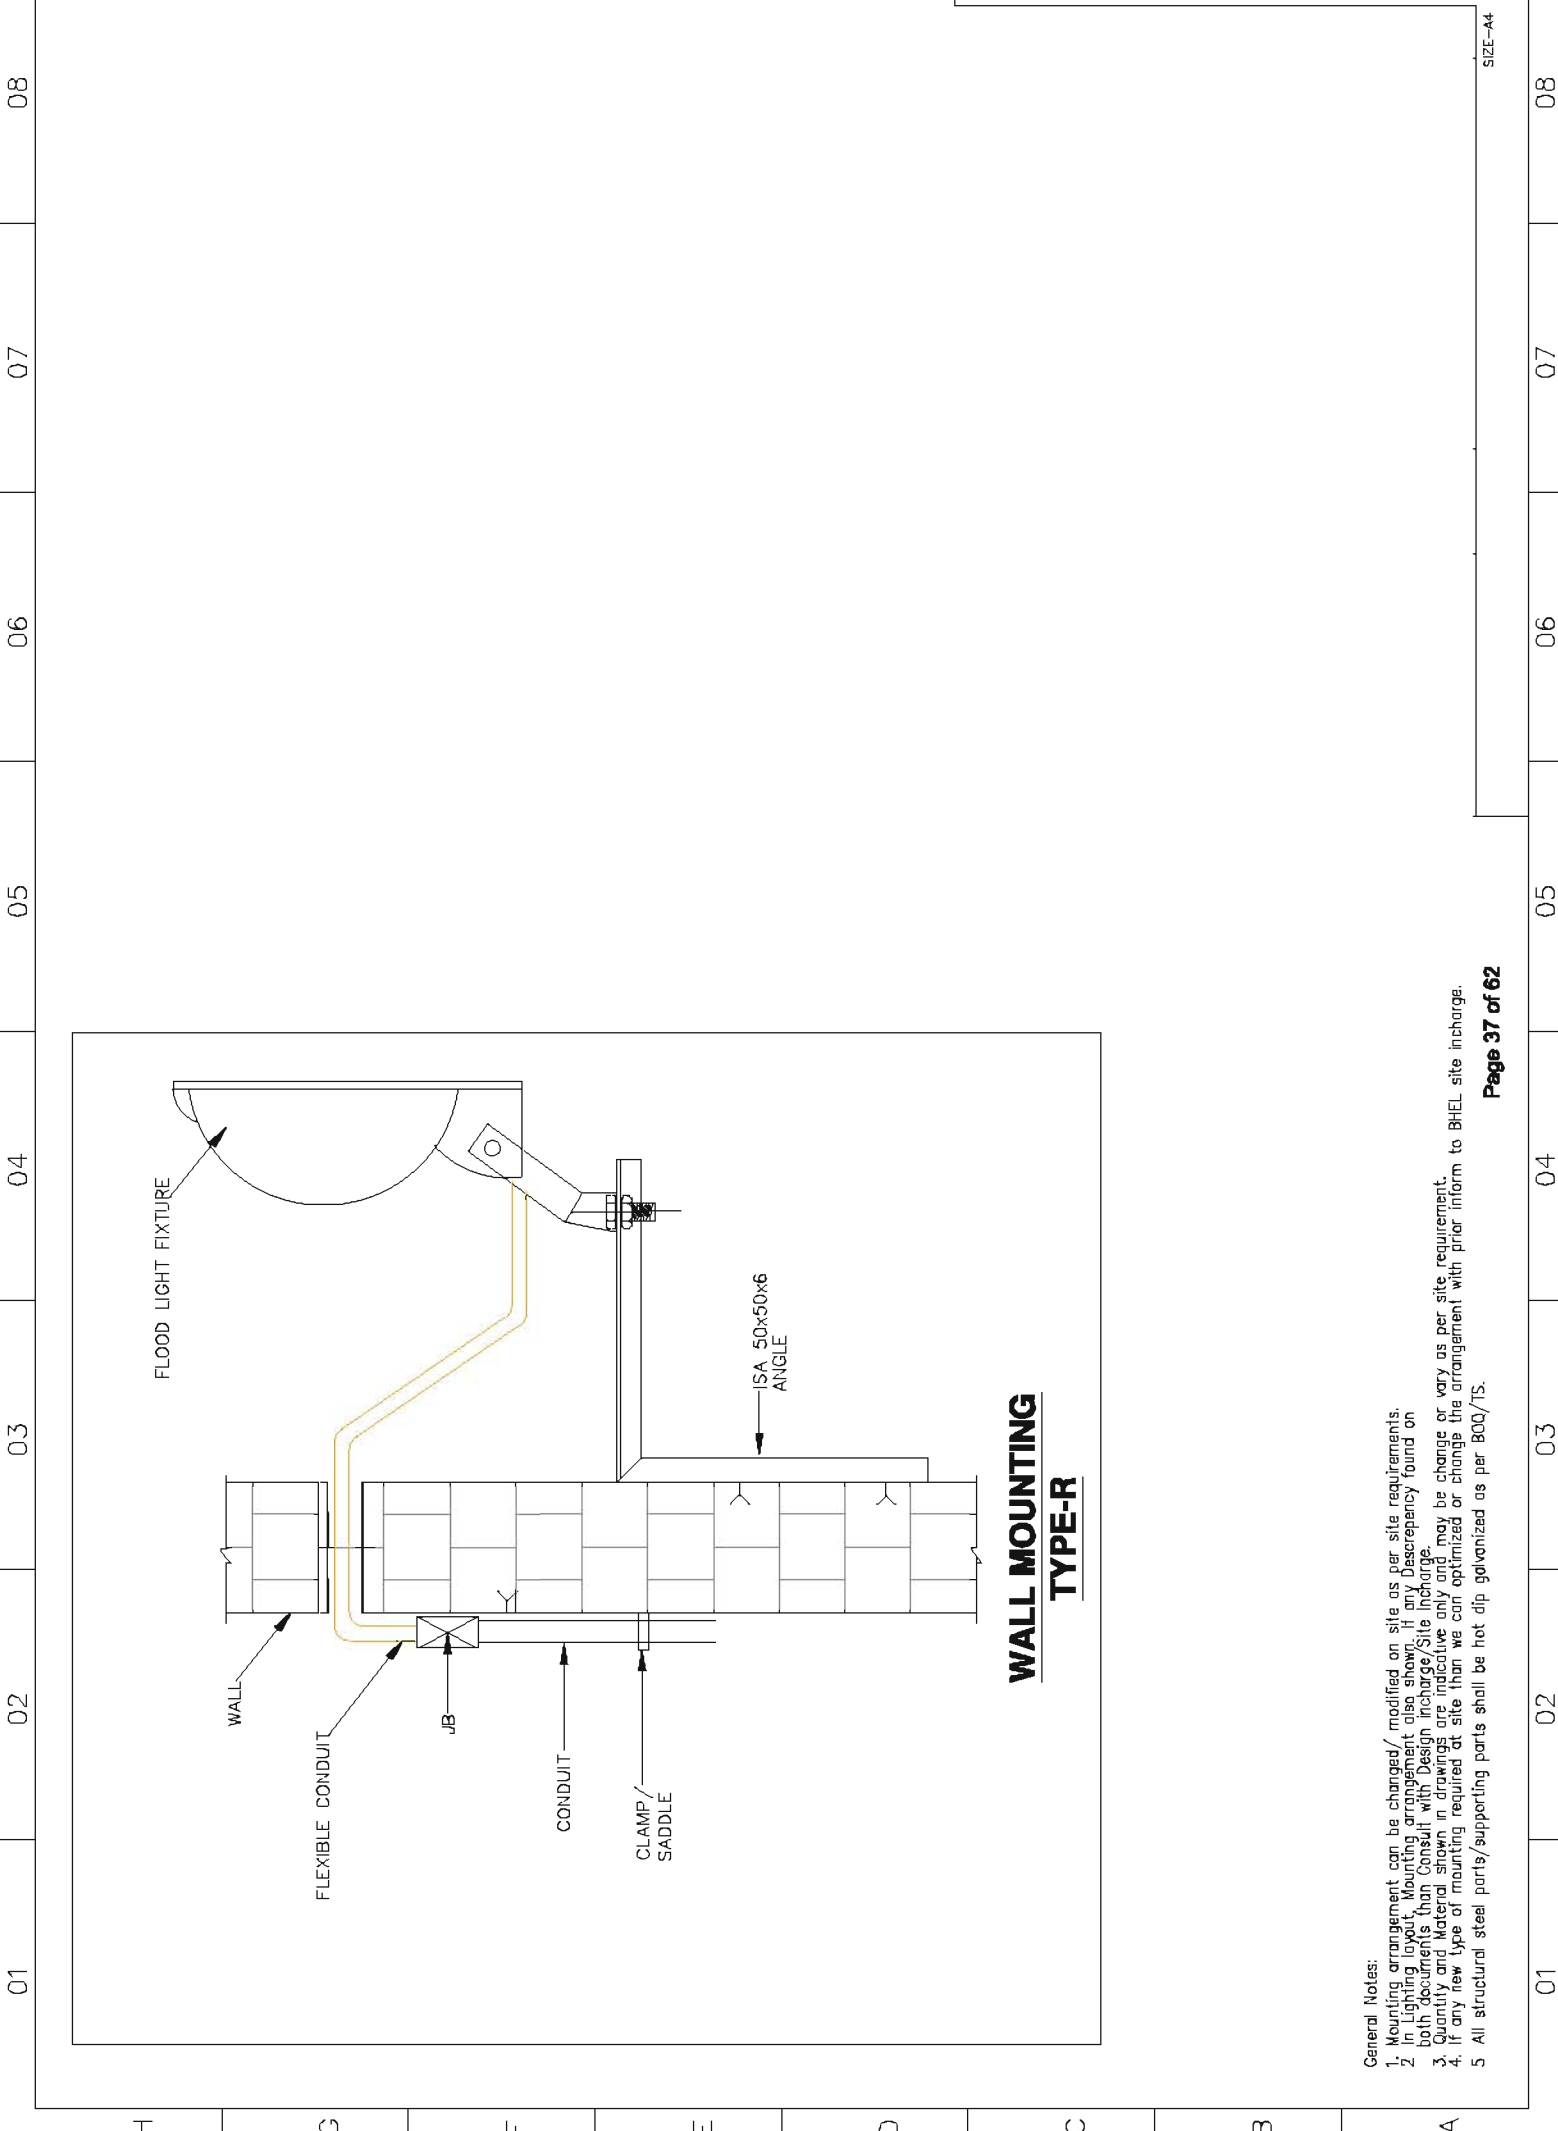 01 02 03 04 05 06 07 08
H
G
F
E
D
C
B
A
FLOOD LIGHT FIXTURE
WALL
FLEXIBLE CONDUIT
JB
CONDUIT
CLAMP/
SADDLE
ISA 50x50x6
ANGLE
WALL MOUNTING
TYPE-R
General Notes:
1. Mounting arrangement can be changed/ modified on site as per site requirements.
2 In Lighting layout, Mounting arrangement also shown. If any Descrepency found on
both documents than Consult with Design incharge/Site Incharge.
3. Quantity and Material shown in drawings are indicative only and may be change or vary as per site requirement.
4. If any new type of mounting required at site than we can optimized or change the arrangement with prior inform to BHEL site incharge.
5 All structural steel parts/supporting parts shall be hot dip galvanized as per BOQ/TS.
Page 37 of 62
SIZE-A4
01 02 03 04 05 06 07 08